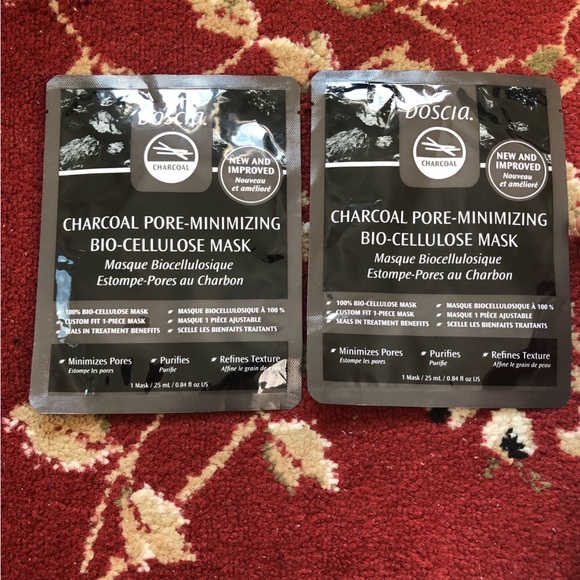 boscia.
CHARCOAL
NEW AND
IMPROVED
Nouveau
et amélioré
CHARCOAL PORE-MINIMIZING
BIO-CELLULOSE MASK
Masque Biocellulosique
Estompe-Pores au Charbon
100% BIO-CELLULOSE MASK
CUSTOM FIT 1-PIECE MASK
SEALS IN TREATMENT BENEFITS
MASQUE BIOCELLULOSIQUE À 100 %
MASQUE 1 PIÈCE AJUSTABLE
SCELLE LES BIENFAITS TRAITANTS
Minimizes Pores
Estompe les pores
Purifies
Purifie
Refines Texture
Affine le grain de peau
1 Mask / 25 mL / 0.84 fl oz US
boscia.
CHARCOAL
NEW AND
IMPROVED
Nouveau
et amélioré
CHARCOAL PORE-MINIMIZING
BIO-CELLULOSE MASK
Masque Biocellulosique
Estompe-Pores au Charbon
100% BIO-CELLULOSE MASK
CUSTOM FIT 1-PIECE MASK
SEALS IN TREATMENT BENEFITS
MASQUE BIOCELLULOSIQUE À 100 %
MASQUE 1 PIÈCE AJUSTABLE
SCELLE LES BIENFAITS TRAITANTS
Minimizes Pores
Estompe les pores
Purifies
Purifie
Refines Texture
Affine le grain de peau
1 Mask / 25 mL / 0.84 fl oz US